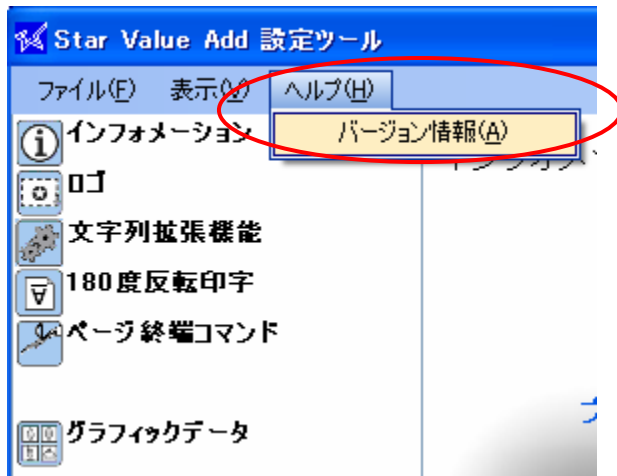 Star Value Add 設定ツール
ファイル(F) 表示(V) ヘルプ(H)
バージョン情報(A)
インフォメーション
ロゴ
文字列拡張機能
180度反転印字
ページ終端コマンド
グラフィックデータ